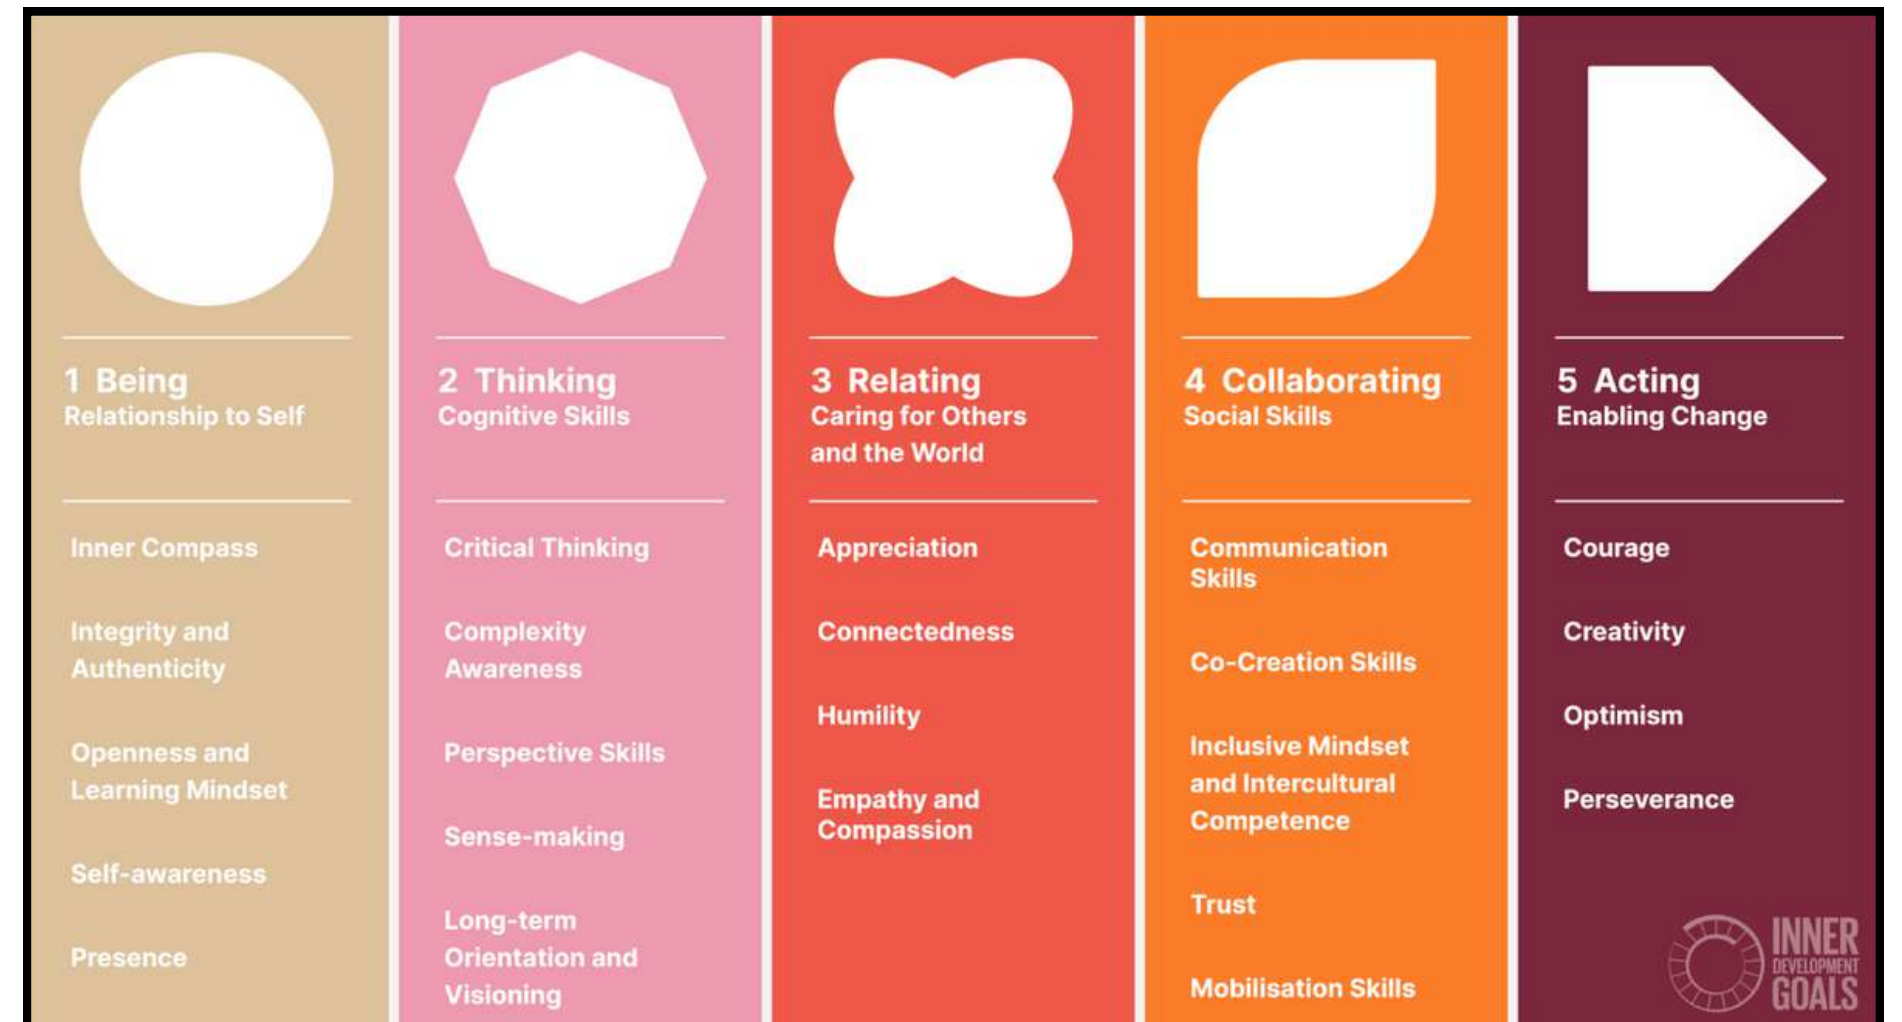 1 Being
Relationship to Self
Inner Compass
Integrity and
Authenticity
Openness and
Learning Mindset
Self-awareness
Presence
2 Thinking
Cognitive Skills
Critical Thinking
Complexity
Awareness
Perspective Skills
Sense-making
Long-term
Orientation and
Visioning
3 Relating
Caring for Others
and the World
Appreciation
Connectedness
Humility
Empathy and
Compassion
4 Collaborating
Social Skills
Communication
Skills
Co-Creation Skills
Inclusive Mindset
and Intercultural
Competence
Trust
Mobilisation Skills
5 Acting
Enabling Change
Courage
Creativity
Optimism
Perseverance
INNER
DEVELOPMENT
GOALS